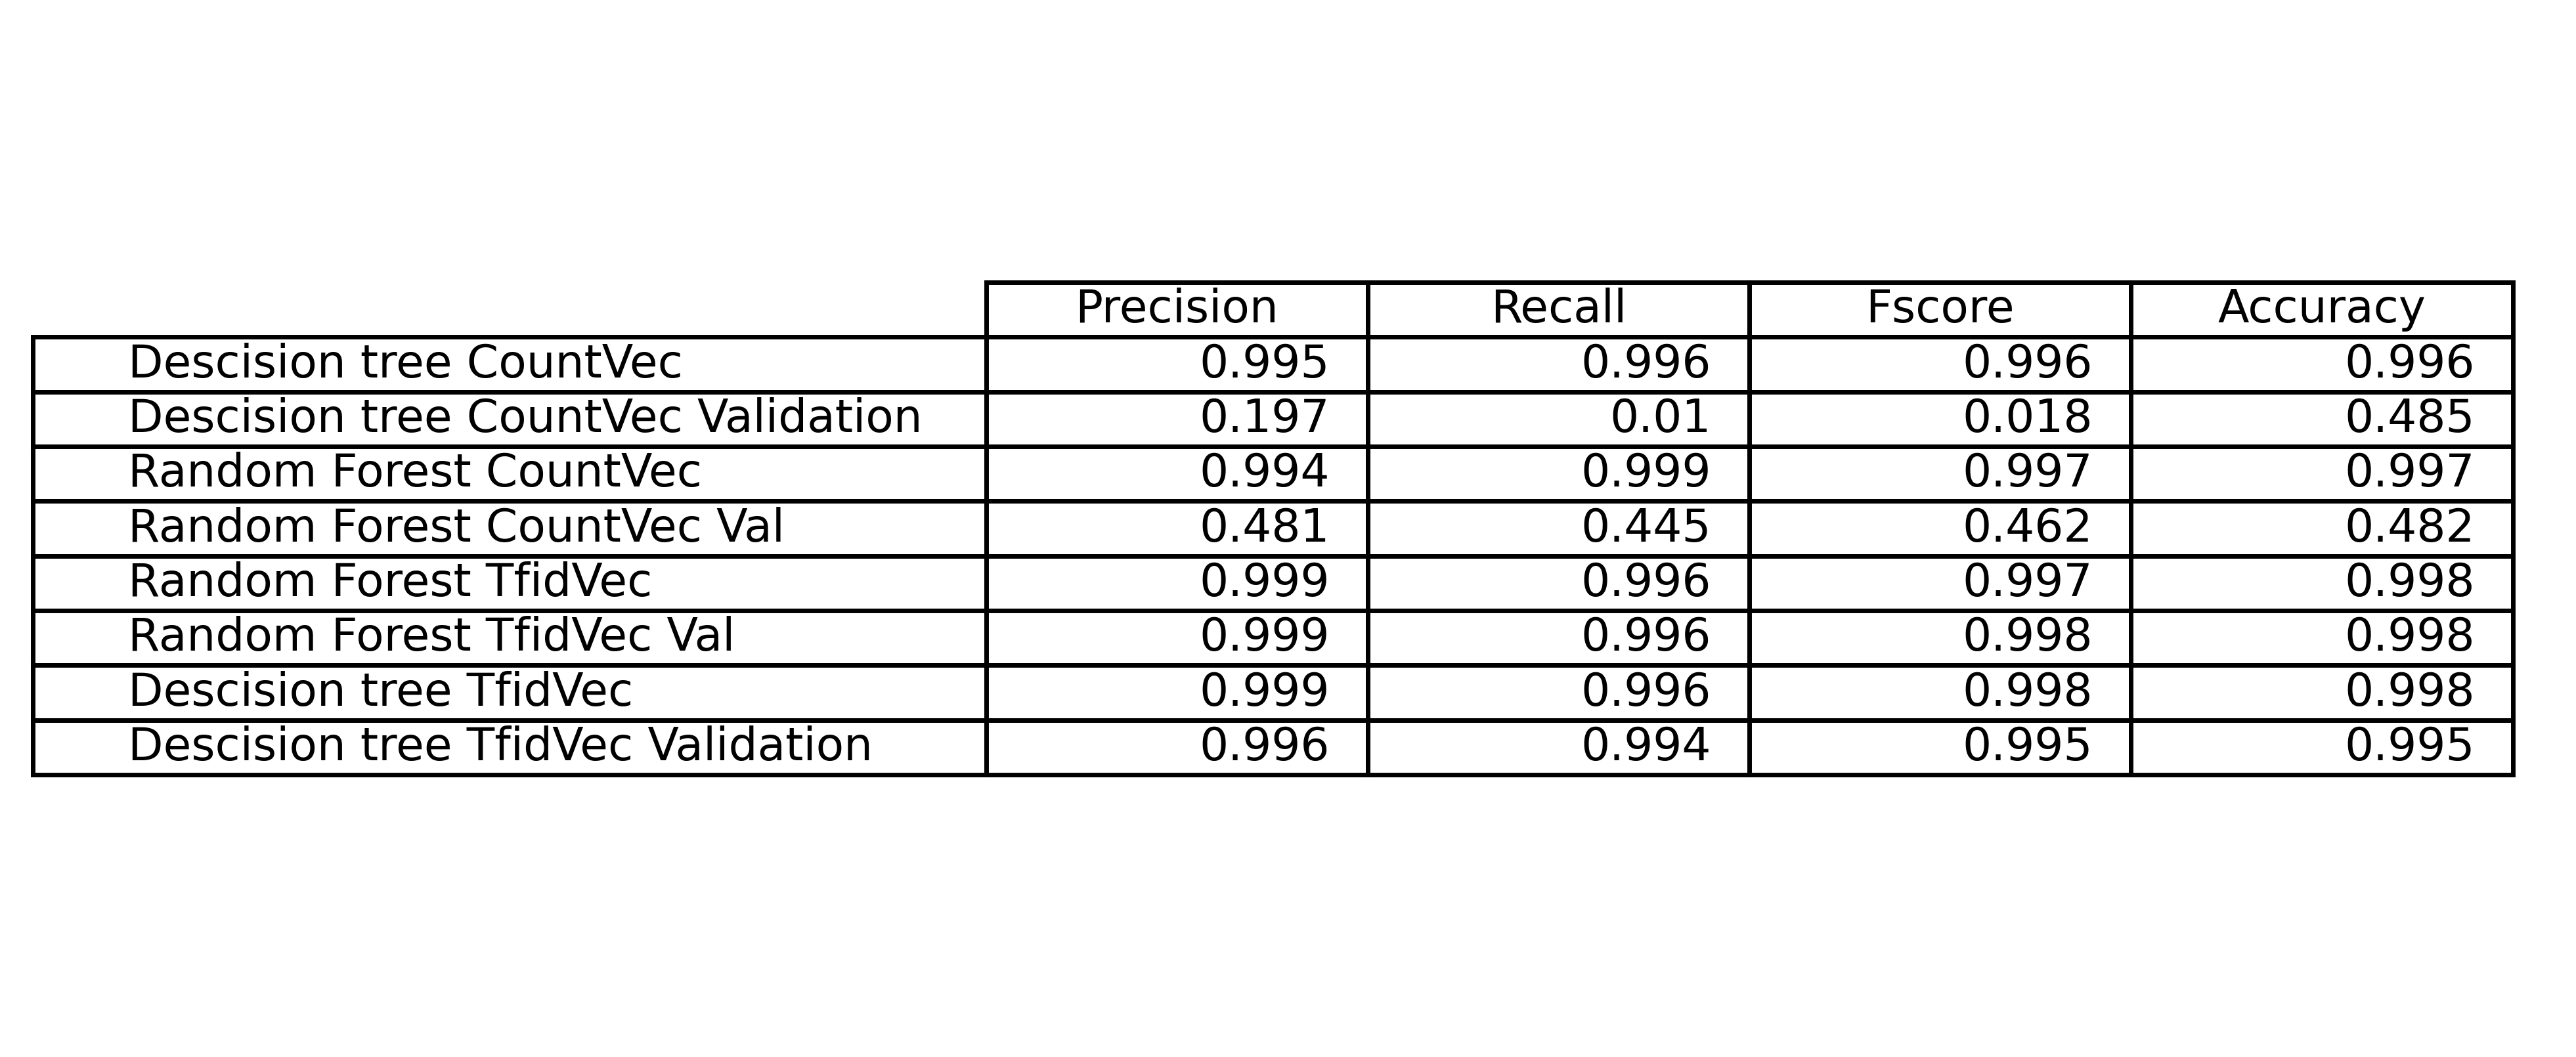 Precision Recall Fscore Accuracy
Descision tree CountVec 0.995 0.996 0.996 0.996
Descision tree CountVec Validation 0.197 0.01 0.018 0.485
Random Forest CountVec 0.994 0.999 0.997 0.997
Random Forest CountVec Val 0.481 0.445 0.462 0.482
Random Forest TfidVec 0.999 0.996 0.997 0.998
Random Forest TfidVec Val 0.999 0.996 0.998 0.998
Descision tree TfidVec 0.999 0.996 0.998 0.998
Descision tree TfidVec Validation 0.996 0.994 0.995 0.995